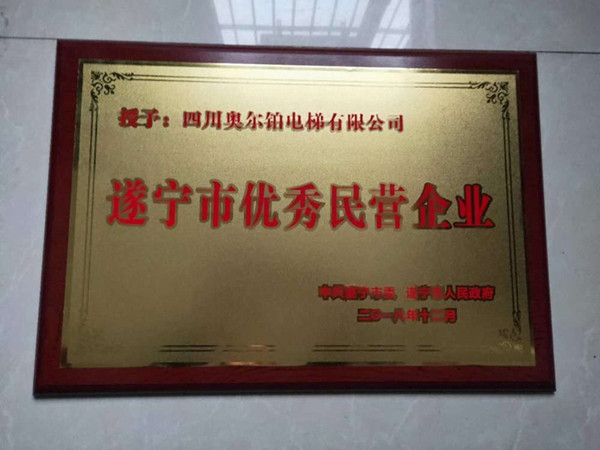 授予：四川奥尔铂电梯有限公司
遂宁市优秀民营企业
中共遂宁市委 遂宁市人民政府
二〇一八年十二月